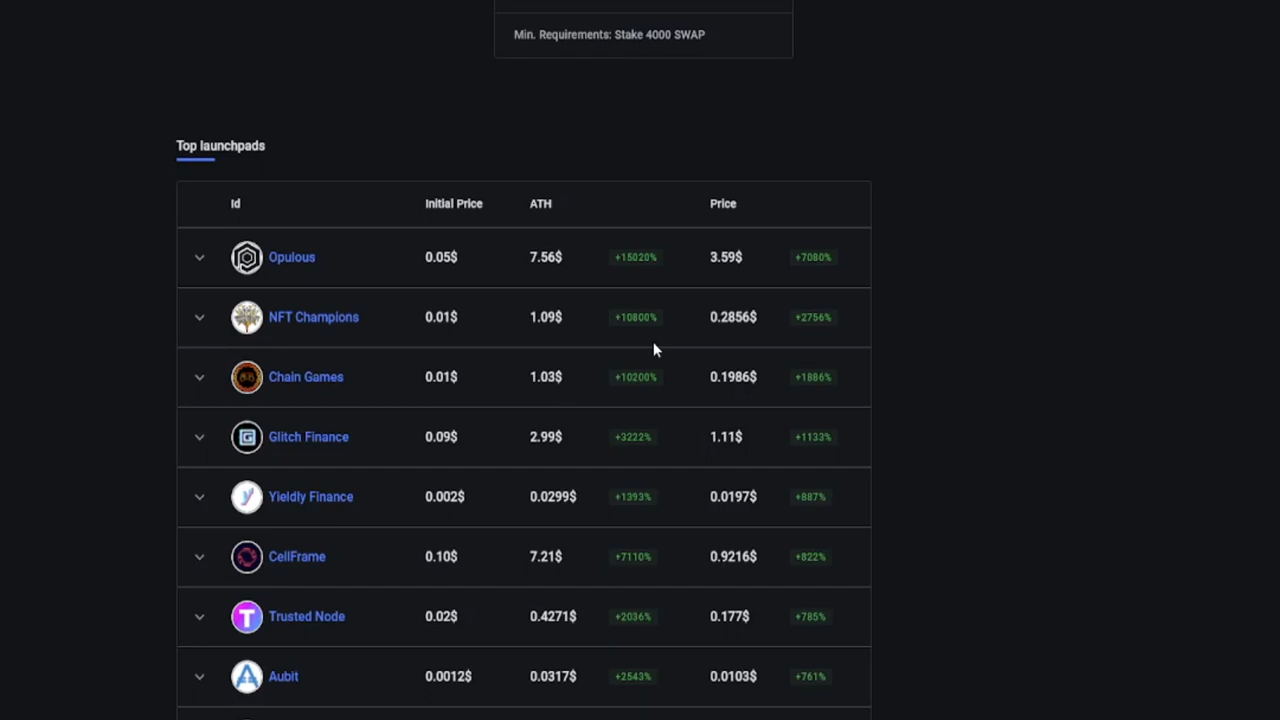 Min. Requirements: Stake 4000 SWAP
Top launchpads
Id Initial Price ATH Price
Opulous 0.05$ 7.56$ +15020% 3.59$ +7080%
NFT Champions 0.01$ 1.09$ +10800% 0.2856$ +2756%
Chain Games 0.01$ 1.03$ +10200% 0.1986$ +1886%
Glitch Finance 0.09$ 2.99$ +3222% 1.11$ +1133%
Yieldly Finance 0.002$ 0.0299$ +1393% 0.0197$ +887%
CellFrame 0.10$ 7.21$ +7110% 0.9216$ +822%
Trusted Node 0.02$ 0.4271$ +2036% 0.177$ +785%
Aubit 0.0012$ 0.0317$ +2543% 0.0103$ +761%